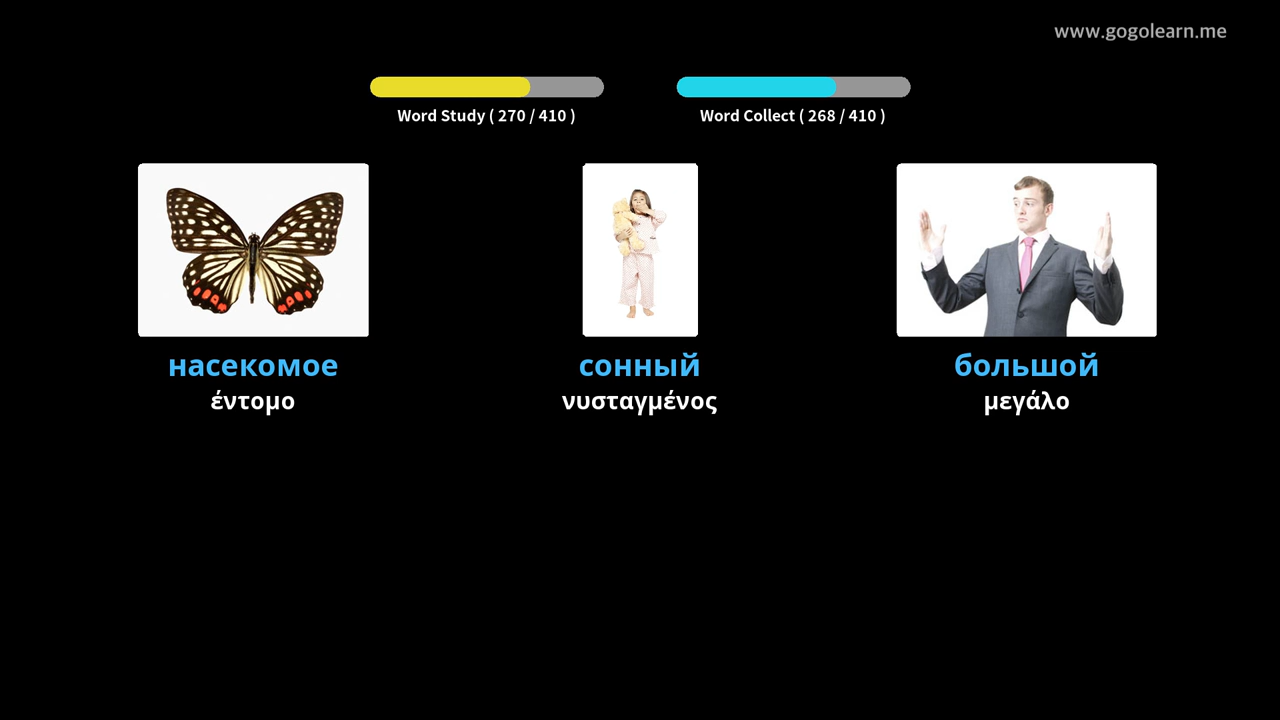 www.gogolearn.me
Word Study ( 270 / 410 )
Word Collect ( 268 / 410 )
насекомое
έντομο
сонный
νυσταγμένος
большой
μεγάλο